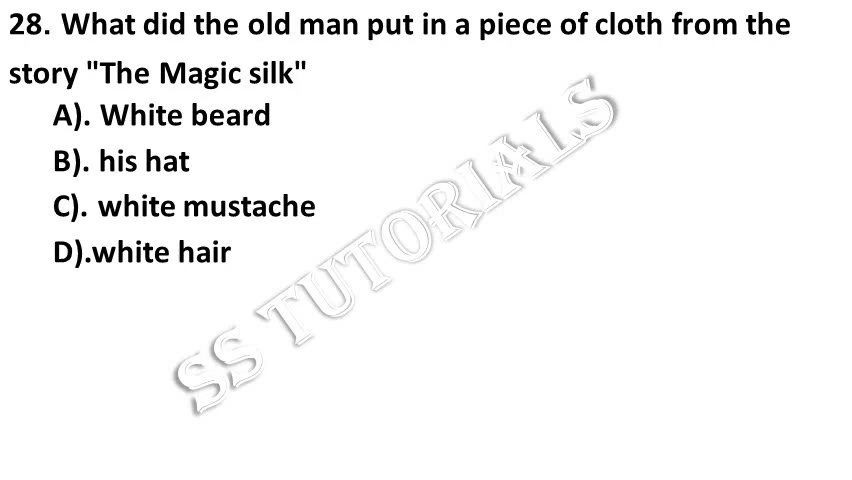 28. What did the old man put in a piece of cloth from the
story "The Magic silk"
A). White beard
B). his hat
C). white mustache
D).white hair
SS TUTORIALS